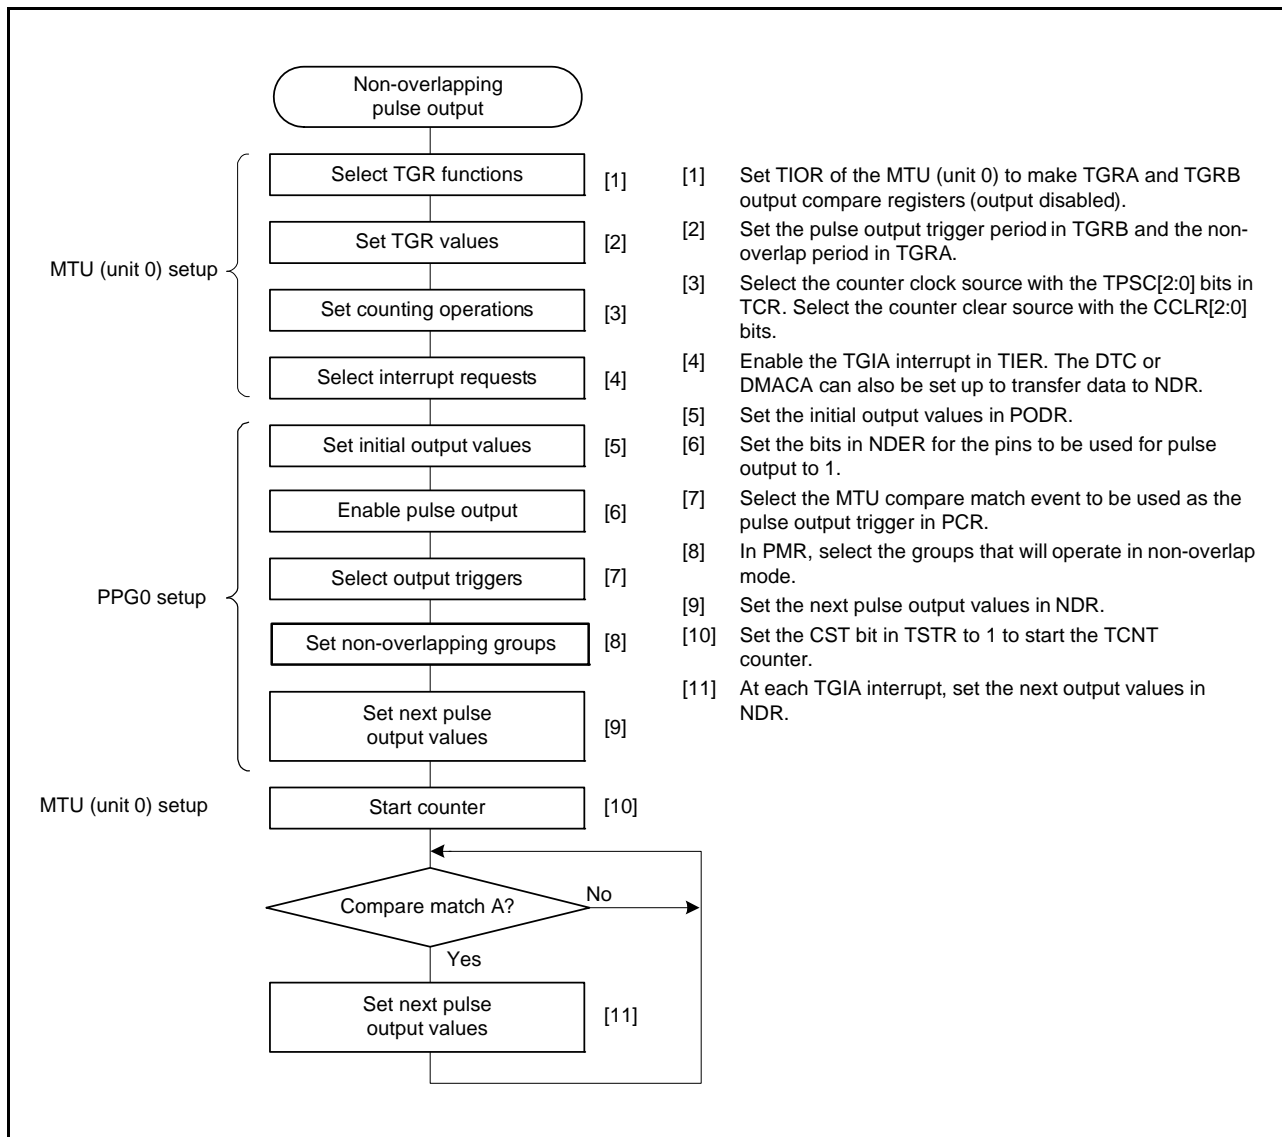 Non-overlapping
pulse output
MTU (unit 0) setup
Select TGR functions
[1]
Set TGR values
[2]
Set counting operations
[3]
Select interrupt requests
[4]
PPG0 setup
Set initial output values
[5]
Enable pulse output
[6]
Select output triggers
[7]
Set non-overlapping groups
[8]
Set next pulse
output values
[9]
MTU (unit 0) setup
Start counter
[10]
Compare match A?
No
Yes
Set next pulse
output values
[11]
[1] Set TIOR of the MTU (unit 0) to make TGRA and TGRB
output compare registers (output disabled).
[2] Set the pulse output trigger period in TGRB and the non-
overlap period in TGRA.
[3] Select the counter clock source with the TPSC[2:0] bits in
TCR. Select the counter clear source with the CCLR[2:0]
bits.
[4] Enable the TGIA interrupt in TIER. The DTC or
DMACA can also be set up to transfer data to NDR.
[5] Set the initial output values in PODR.
[6] Set the bits in NDER for the pins to be used for pulse
output to 1.
[7] Select the MTU compare match event to be used as the
pulse output trigger in PCR.
[8] In PMR, select the groups that will operate in non-overlap
mode.
[9] Set the next pulse output values in NDR.
[10] Set the CST bit in TSTR to 1 to start the TCNT
counter.
[11] At each TGIA interrupt, set the next output values in
NDR.